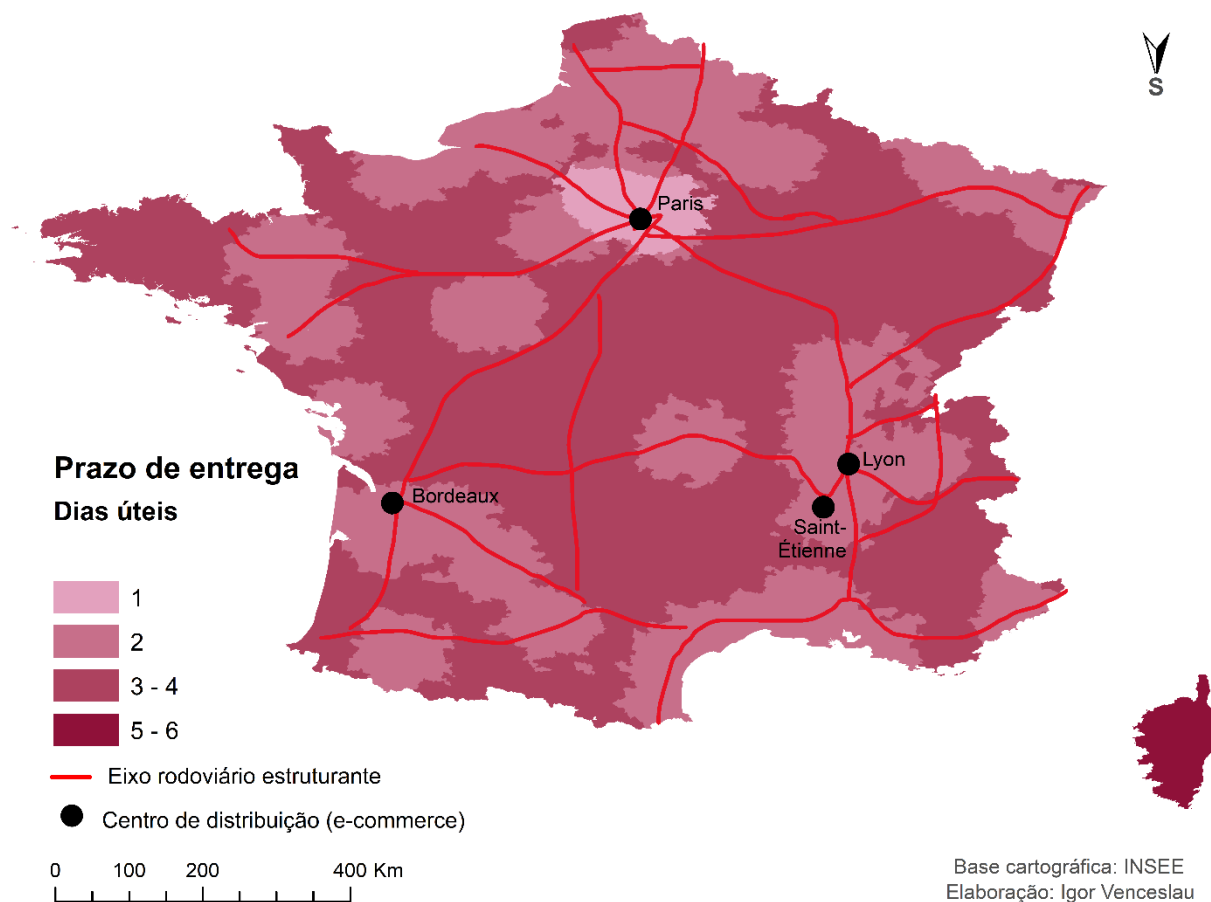 S
Paris
Lyon
Bordeaux
Saint-
Étienne
Prazo de entrega
Dias úteis
1
2
3 - 4
5 - 6
Eixo rodoviário estruturante
Centro de distribuição (e-commerce)
0 100 200 400 Km
Base cartográfica: INSEE
Elaboração: Igor Venceslau